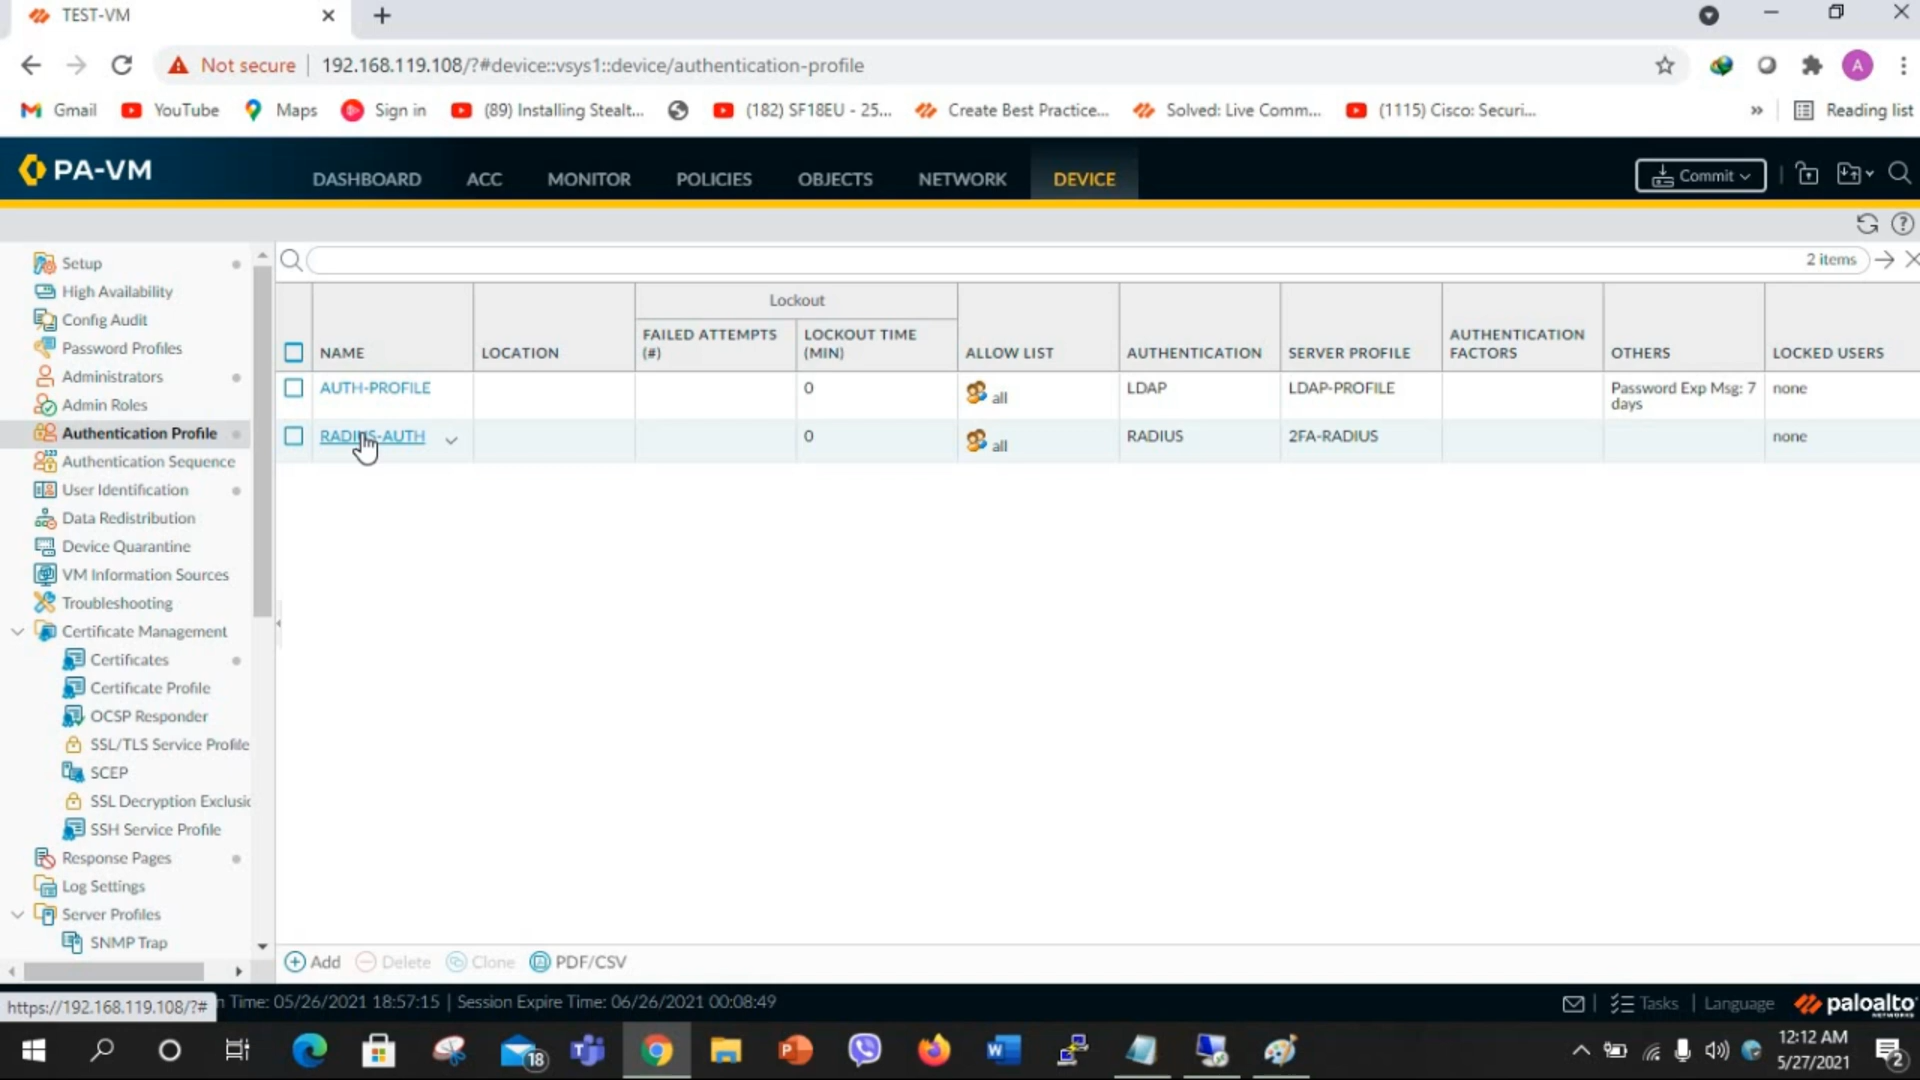 TEST-VM
Not secure
192.168.119.108/?#device::vsys1::device/authentication-profile
A
Gmail
YouTube
Maps
Sign in
(89) Installing Stealt...
(182) SF18EU - 25...
Create Best Practice...
Solved: Live Comm...
(1115) Cisco: Securi...
»
Reading list
PA-VM
DASHBOARD
ACC
MONITOR
POLICIES
OBJECTS
NETWORK
DEVICE
Commit
Setup
High Availability
Config Audit
Password Profiles
Administrators
Admin Roles
Authentication Profile
Authentication Sequence
User Identification
Data Redistribution
Device Quarantine
VM Information Sources
Troubleshooting
Certificate Management
Certificates
Certificate Profile
OCSP Responder
SSL/TLS Service Profile
SCEP
SSL Decryption Exclusic
SSH Service Profile
Response Pages
Log Settings
Server Profiles
SNMP Trap
2 items
Lockout
NAME
LOCATION
FAILED ATTEMPTS (#)
LOCKOUT TIME (MIN)
ALLOW LIST
AUTHENTICATION
SERVER PROFILE
AUTHENTICATION FACTORS
OTHERS
LOCKED USERS
AUTH-PROFILE
0
all
LDAP
LDAP-PROFILE
Password Exp Msg: 7
days
none
RADIUS-AUTH
0
all
RADIUS
2FA-RADIUS
none
Add
Delete
Clone
PDF/CSV
https://192.168.119.108/?#
n Time: 05/26/2021 18:57:15 | Session Expire Time: 06/26/2021 00:08:49
Tasks
Language
paloalto
NETWORKS
18
12:12 AM
5/27/2021
2